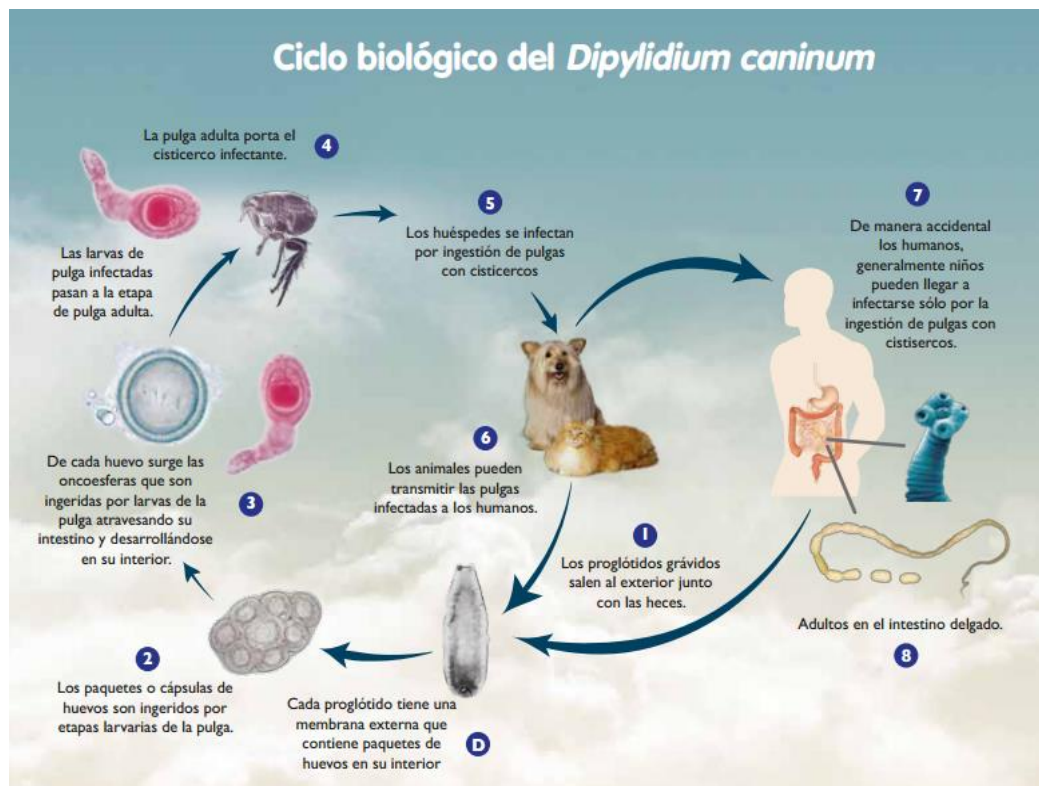 Ciclo biológico del Dipylidium caninum
La pulga adulta porta el
cisticerco infectante.
4
Las larvas de
pulga infectadas
pasan a la etapa
de pulga adulta.
5
Los huéspedes se infectan
por ingestión de pulgas
con cisticercos
7
De manera accidental
los humanos,
generalmente niños
pueden llegar a
infectarse sólo por la
ingestión de pulgas con
cistisercos.
De cada huevo surge las
oncoesferas que son
ingeridas por larvas de la
pulga atravesando su
intestino y desarrollándose
en su interior.
3
6
Los animales pueden
transmitir las pulgas
infectadas a los humanos.
1
Los proglótidos grávidos
salen al exterior junto
con las heces.
Adultos en el intestino delgado.
8
2
Los paquetes o cápsulas de
huevos son ingeridos por
etapas larvarias de la pulga.
Cada proglótido tiene una
membrana externa que
contiene paquetes de
huevos en su interior
D